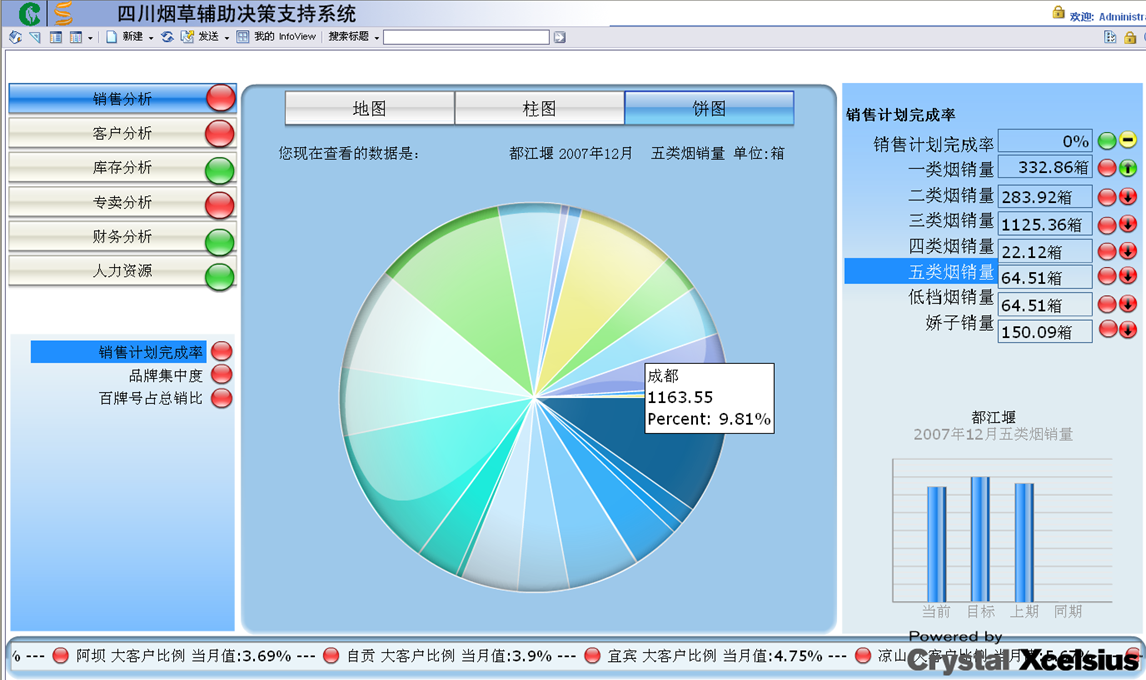 四川烟草辅助决策支持系统
欢迎: Administra
新建 发送 我的 InfoView 搜索标题
销售分析
客户分析
库存分析
专卖分析
财务分析
人力资源
销售计划完成率
品牌集中度
百牌号占总销比
地图 柱图 饼图
您现在查看的数据是: 都江堰 2007年12月 五类烟销量 单位:箱
成都
1163.55
Percent: 9.81%
销售计划完成率
销售计划完成率 0%
一类烟销量 332.86箱
二类烟销量 283.92箱
三类烟销量 1125.36箱
四类烟销量 22.12箱
五类烟销量 64.51箱
低档烟销量 64.51箱
娇子销量 150.09箱
都江堰
2007年12月五类烟销量
当前 目标 上期 同期
% --- 阿坝 大客户比例 当月值:3.69% --- 自贡 大客户比例 当月值:3.9% --- 宜宾 大客户比例 当月值:4.75% --- 凉山 大客户比例 当月值:5.67%
Powered by
Crystal Xcelsius